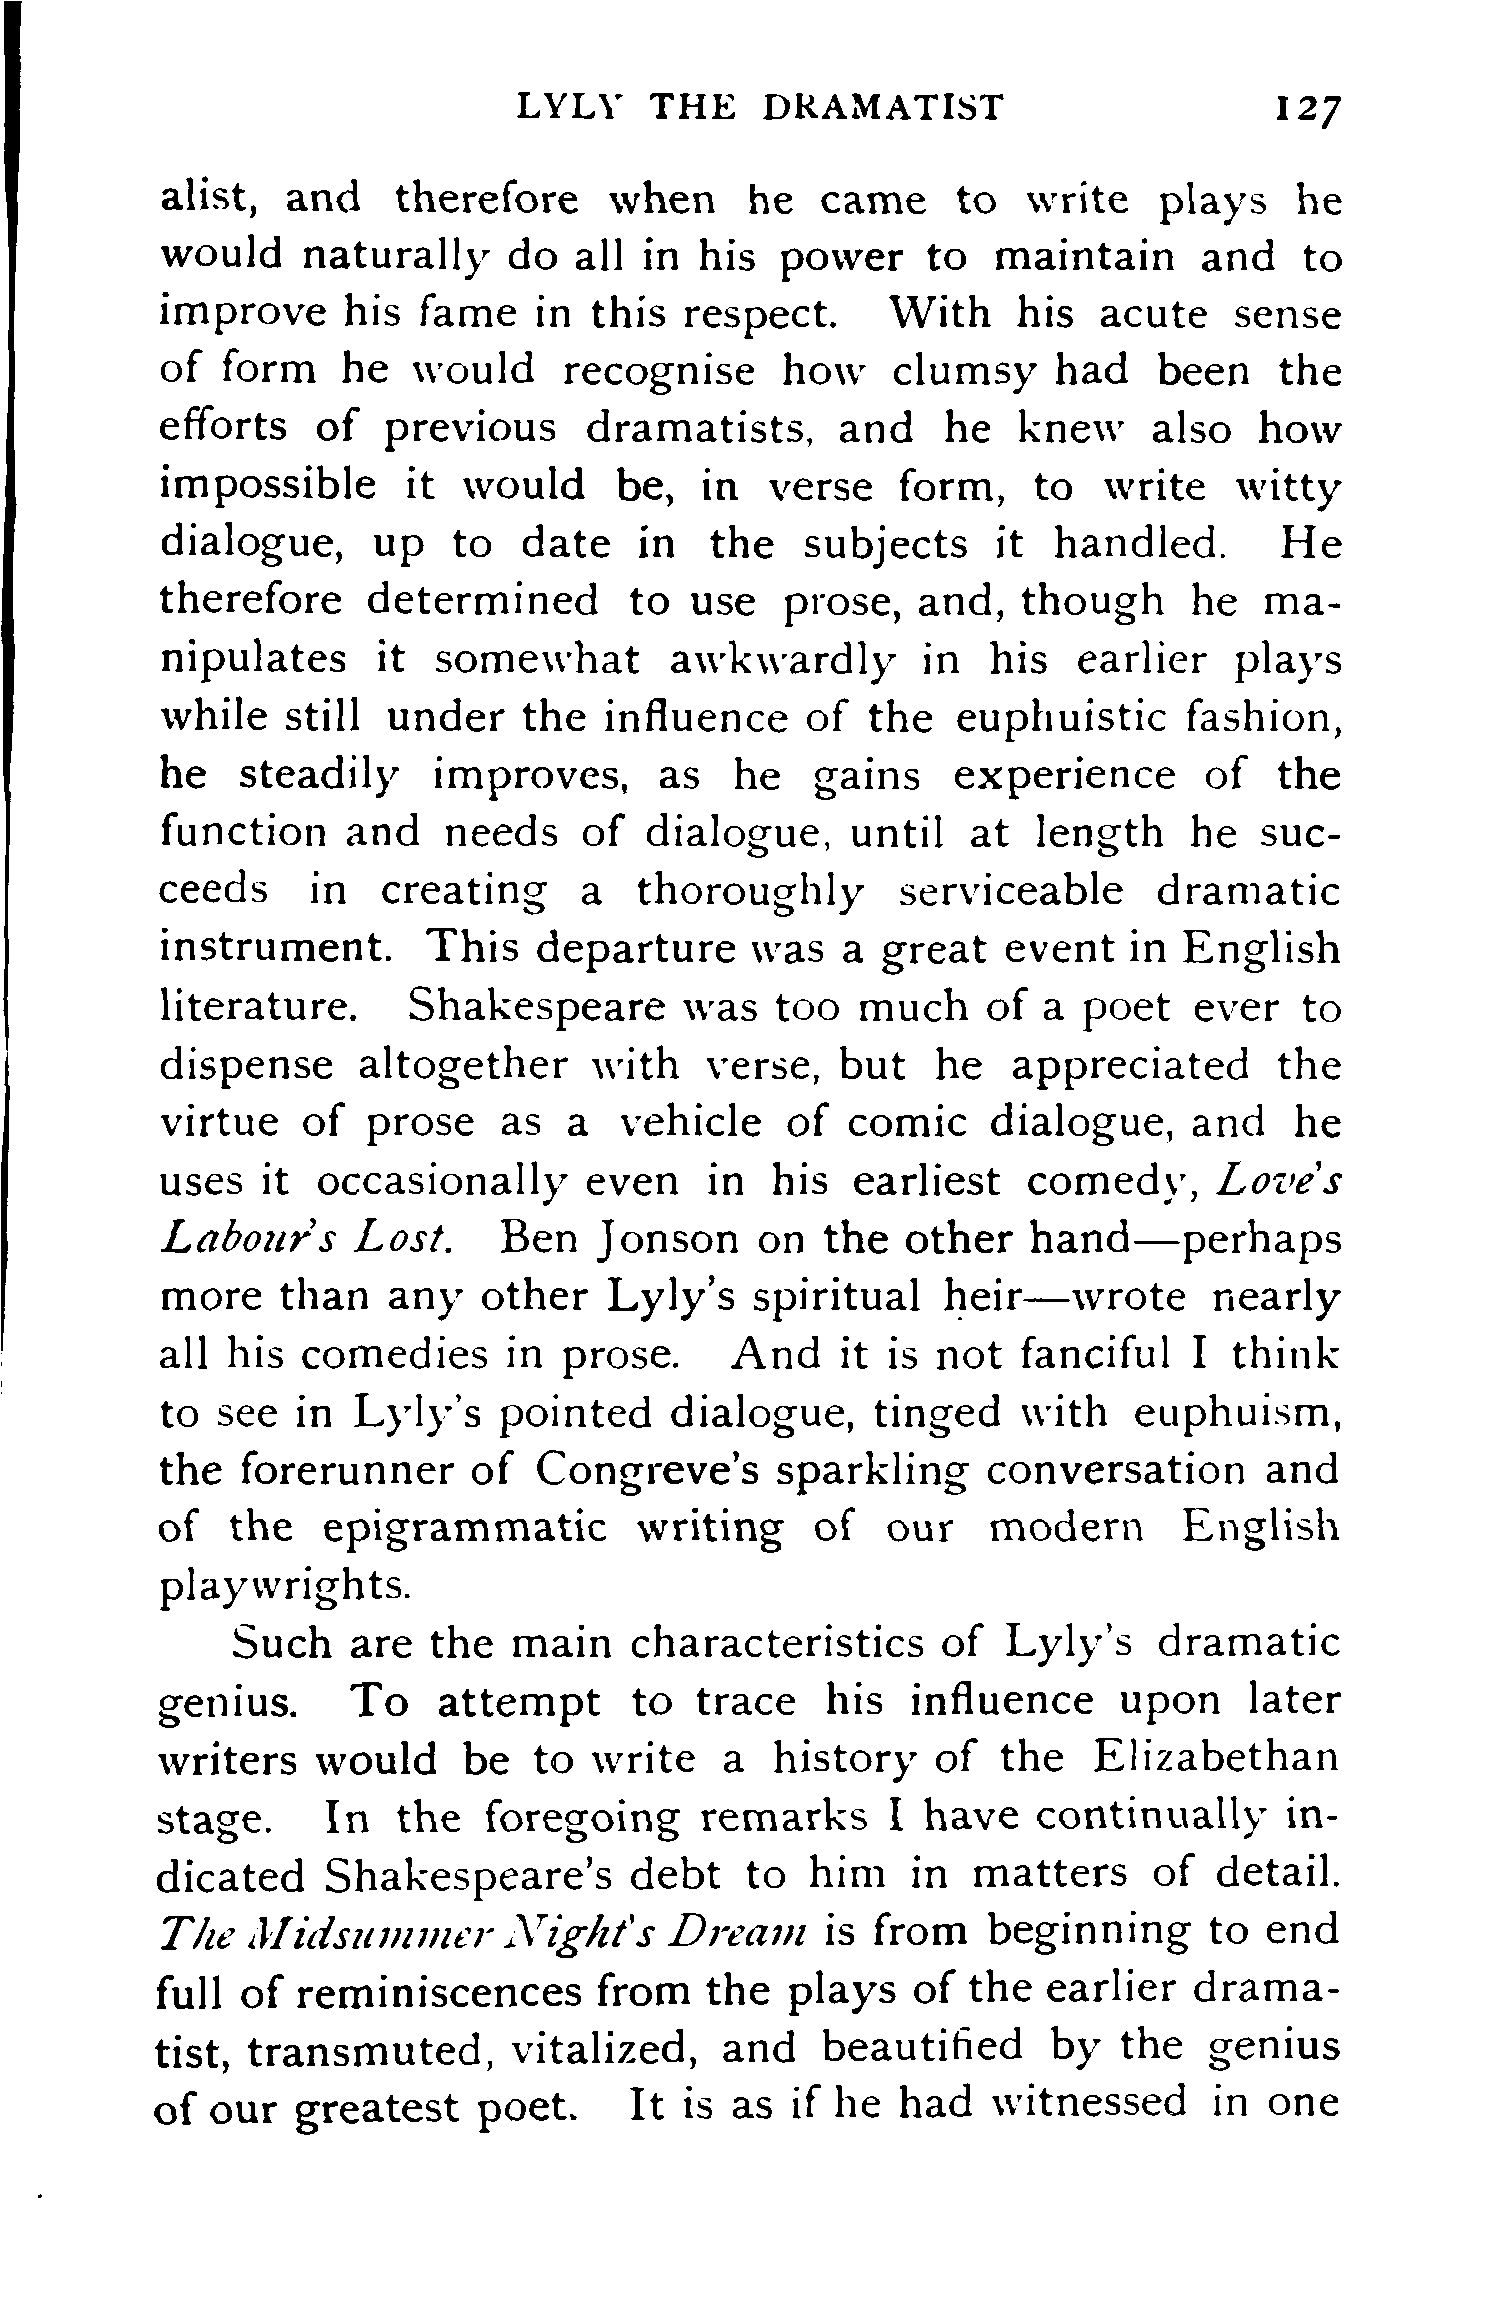 LYLY THE DRAMATIST 127
alist, and therefore when he came to write plays he
would naturally do all in his power to maintain and to
improve his fame in this respect. With his acute sense
of form he would recognise how clumsy had been the
efforts of previous dramatists, and he knew also how
impossible it would be, in verse form, to write witty
dialogue, up to date in the subjects it handled. He
therefore determined to use prose, and, though he ma-
nipulates it somewhat awkwardly in his earlier plays
while still under the influence of the euphuistic fashion,
he steadily improves, as he gains experience of the
function and needs of dialogue, until at length he suc-
ceeds in creating a thoroughly serviceable dramatic
instrument. This departure was a great event in English
literature. Shakespeare was too much of a poet ever to
dispense altogether with verse, but he appreciated the
virtue of prose as a vehicle of comic dialogue, and he
uses it occasionally even in his earliest comedy, Love's
Labour's Lost. Ben Jonson on the other hand—perhaps
more than any other Lyly's spiritual heir—wrote nearly
all his comedies in prose. And it is not fanciful I think
to see in Lyly's pointed dialogue, tinged with euphuism,
the forerunner of Congreve's sparkling conversation and
of the epigrammatic writing of our modern English
playwrights.
Such are the main characteristics of Lyly's dramatic
genius. To attempt to trace his influence upon later
writers would be to write a history of the Elizabethan
stage. In the foregoing remarks I have continually in-
dicated Shakespeare's debt to him in matters of detail.
The Midsummer Night's Dream is from beginning to end
full of reminiscences from the plays of the earlier drama-
tist, transmuted, vitalized, and beautified by the genius
of our greatest poet. It is as if he had witnessed in one